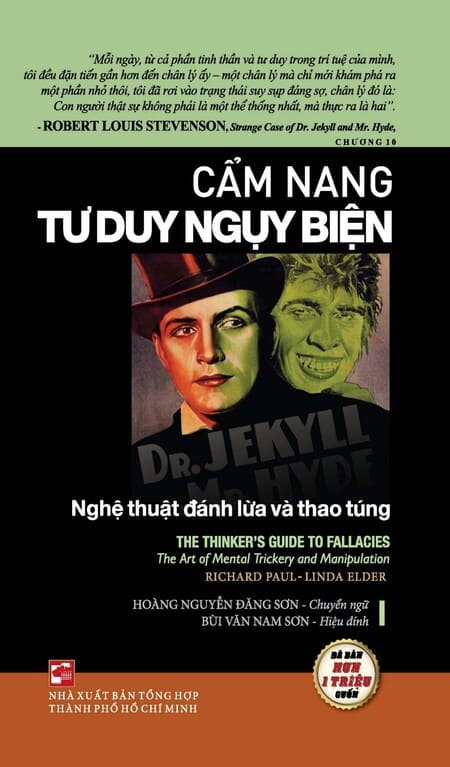 “Mỗi ngày, từ cả phần tinh thần và tư duy trong trí tuệ của mình,
tôi đều đặn tiến gần hơn đến chân lý ấy – một chân lý mà chỉ mới khám phá ra
một phần nhỏ thôi, tôi đã rơi vào trạng thái suy sụp đáng sợ, chân lý đó là:
Con người thật sự không phải là một thể thống nhất, mà thực ra là hai”.
- ROBERT LOUIS STEVENSON, Strange Case of Dr. Jekyll and Mr. Hyde,
CHƯƠNG 10
CẨM NANG
TƯ DUY NGỤY BIỆN
DR. JEKYLL
MR. HYDE
Nghệ thuật đánh lừa và thao túng
THE THINKER'S GUIDE TO FALLACIES
The Art of Mental Trickery and Manipulation
RICHARD PAUL - LINDA ELDER
HOÀNG NGUYỄN ĐĂNG SƠN - Chuyển ngữ
BÙI VĂN NAM SƠN - Hiệu đính
ĐÃ BÁN
HƠN
1 TRIỆU
CUỐN
NHÀ XUẤT BẢN TỔNG HỢP
THÀNH PHỐ HỒ CHÍ MINH